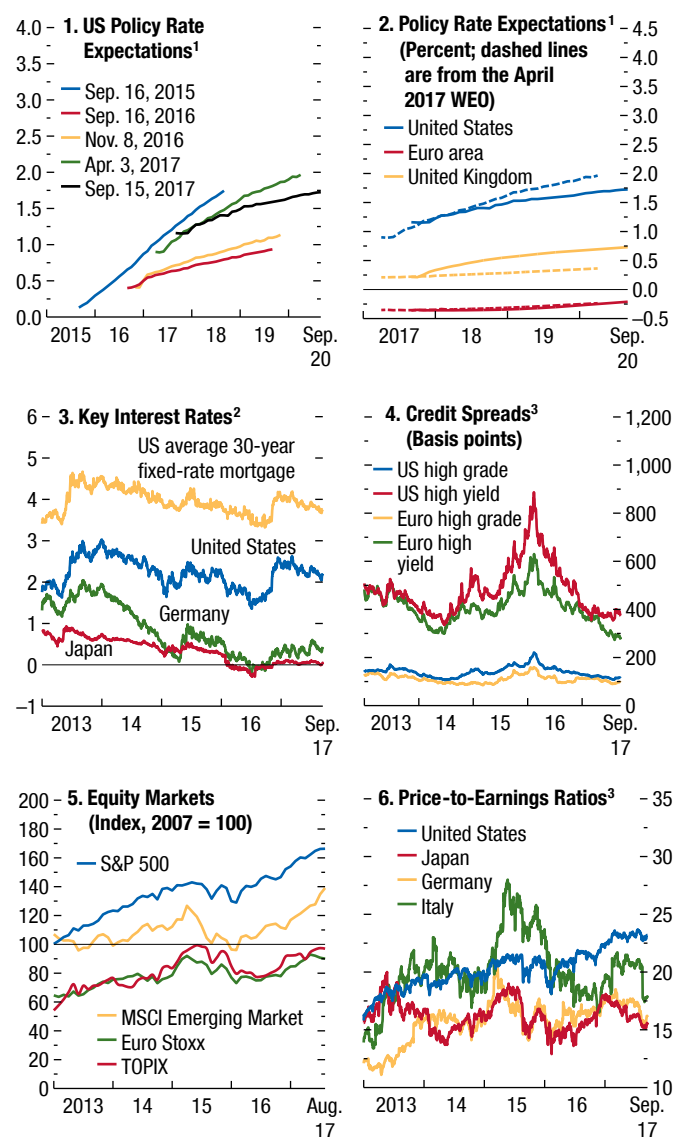 1. US Policy Rate
Expectations1
4.0
3.5
3.0
2.5
2.0
1.5
1.0
0.5
0.0
Sep. 16, 2015
Sep. 16, 2016
Nov. 8, 2016
Apr. 3, 2017
Sep. 15, 2017
2015 16 17 18 19 Sep.
20
2. Policy Rate Expectations1
(Percent; dashed lines
are from the April
2017 WEO)
4.5
4.0
3.5
3.0
2.5
2.0
1.5
1.0
0.5
0.0
–0.5
United States
Euro area
United Kingdom
2017 18 19 Sep.
20
3. Key Interest Rates2
6
5
4
3
2
1
0
–1
US average 30-year
fixed-rate mortgage
United States
Germany
Japan
2013 14 15 16 Sep.
17
4. Credit Spreads3
(Basis points)
1,200
1,000
800
600
400
200
0
US high grade
US high yield
Euro high grade
Euro high
yield
2013 14 15 16 Sep.
17
5. Equity Markets
(Index, 2007 = 100)
200
180
160
140
120
100
80
60
40
20
0
S&P 500
MSCI Emerging Market
Euro Stoxx
TOPIX
2013 14 15 16 Aug.
17
6. Price-to-Earnings Ratios3
35
30
25
20
15
10
United States
Japan
Germany
Italy
2013 14 15 16 Sep.
17